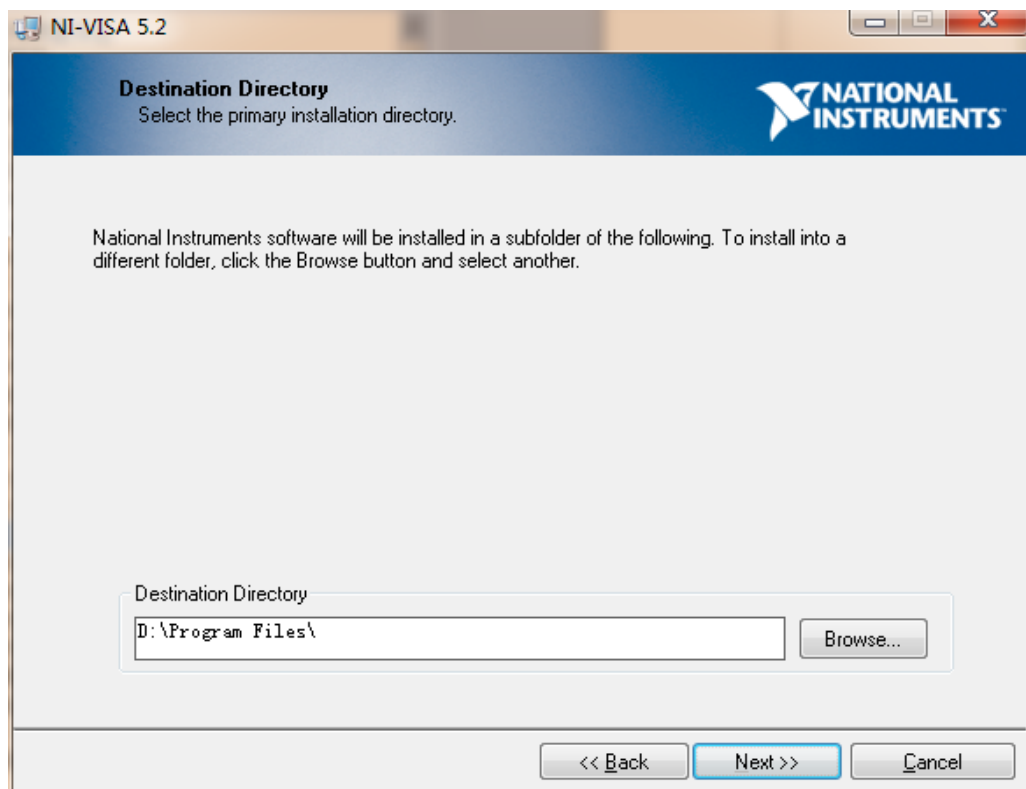 NI-VISA 5.2
Destination Directory
Select the primary installation directory.
NATIONAL
INSTRUMENTS
National Instruments software will be installed in a subfolder of the following. To install into a
different folder, click the Browse button and select another.
Destination Directory
D:\Program Files\
Browse...
<< Back
Next >>
Cancel